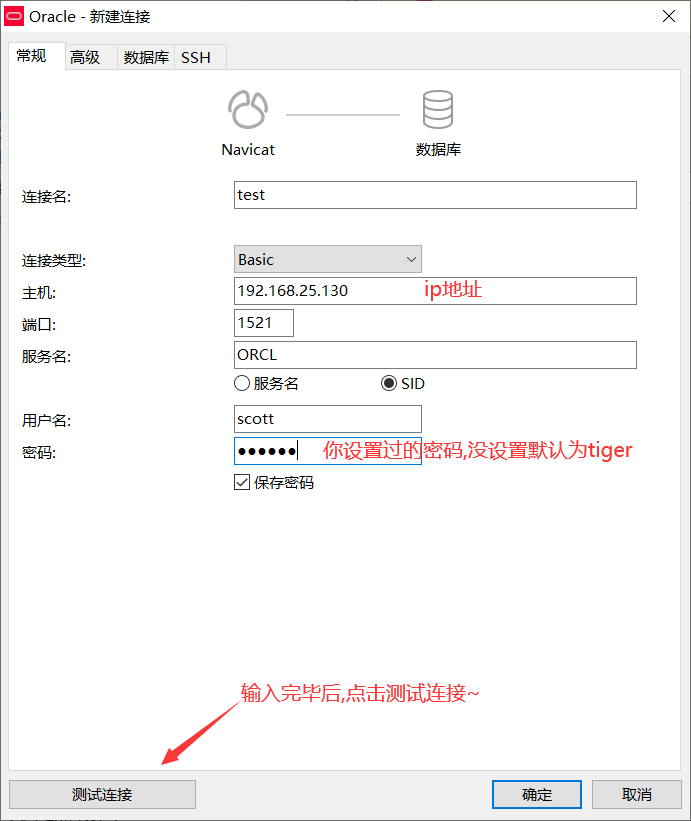 Oracle - 新建连接
常规 高级 数据库 SSH
Navicat 数据库
连接名: test
连接类型: Basic
主机: 192.168.25.130 ip地址
端口: 1521
服务名: ORCL
服务名 SID
用户名: scott
密码: ●●●●●● 你设置过的密码,没设置默认为tiger
保存密码
输入完毕后,点击测试连接~
测试连接 确定 取消